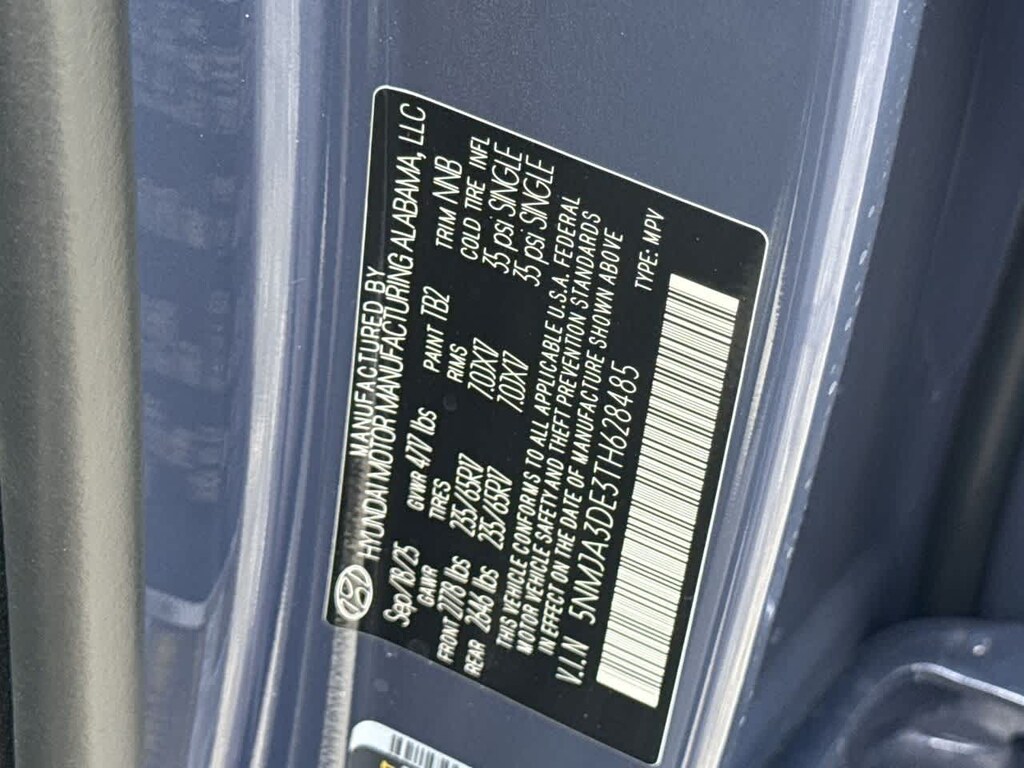 MANUFACTURED BY
HYUNDAI MOTOR MANUFACTURING ALABAMA, LLC
Sep/18/25 GVWR 4717 lbs PAINT TB2 TRIM NNB
GAWR TIRES RIMS COLD TIRE INFL
FRONT 2778 lbs 235/65R17 7.0JX17 35 psi SINGLE
REAR 2646 lbs 235/65R17 7.0JX17 35 psi SINGLE
THIS VEHICLE CONFORMS TO ALL APPLICABLE U.S.A. FEDERAL
MOTOR VEHICLE SAFETY AND THEFT PREVENTION STANDARDS
IN EFFECT ON THE DATE OF MANUFACTURE SHOWN ABOVE
V.I.N 5NMJA3DE3TH628485 TYPE: MPV